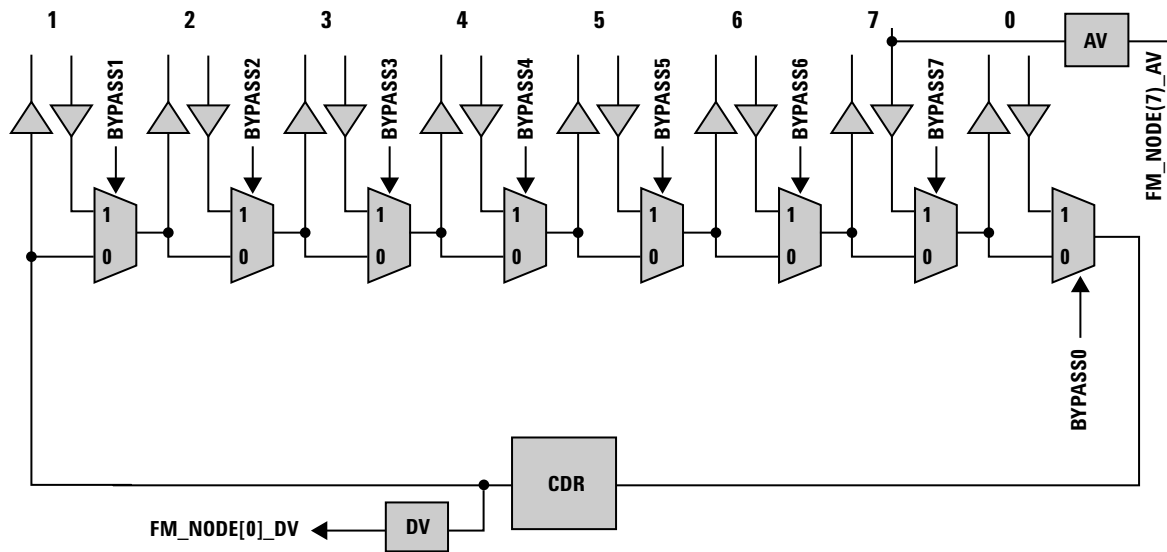 1 2 3 4 5 6 7 0
AV
FM_NODE(7)_AV
BYPASS1
BYPASS2
BYPASS3
BYPASS4
BYPASS5
BYPASS6
BYPASS7
1 1 1 1 1 1 1 1
0 0 0 0 0 0 0 0
BYPASS0
CDR
FM_NODE[0]_DV
DV